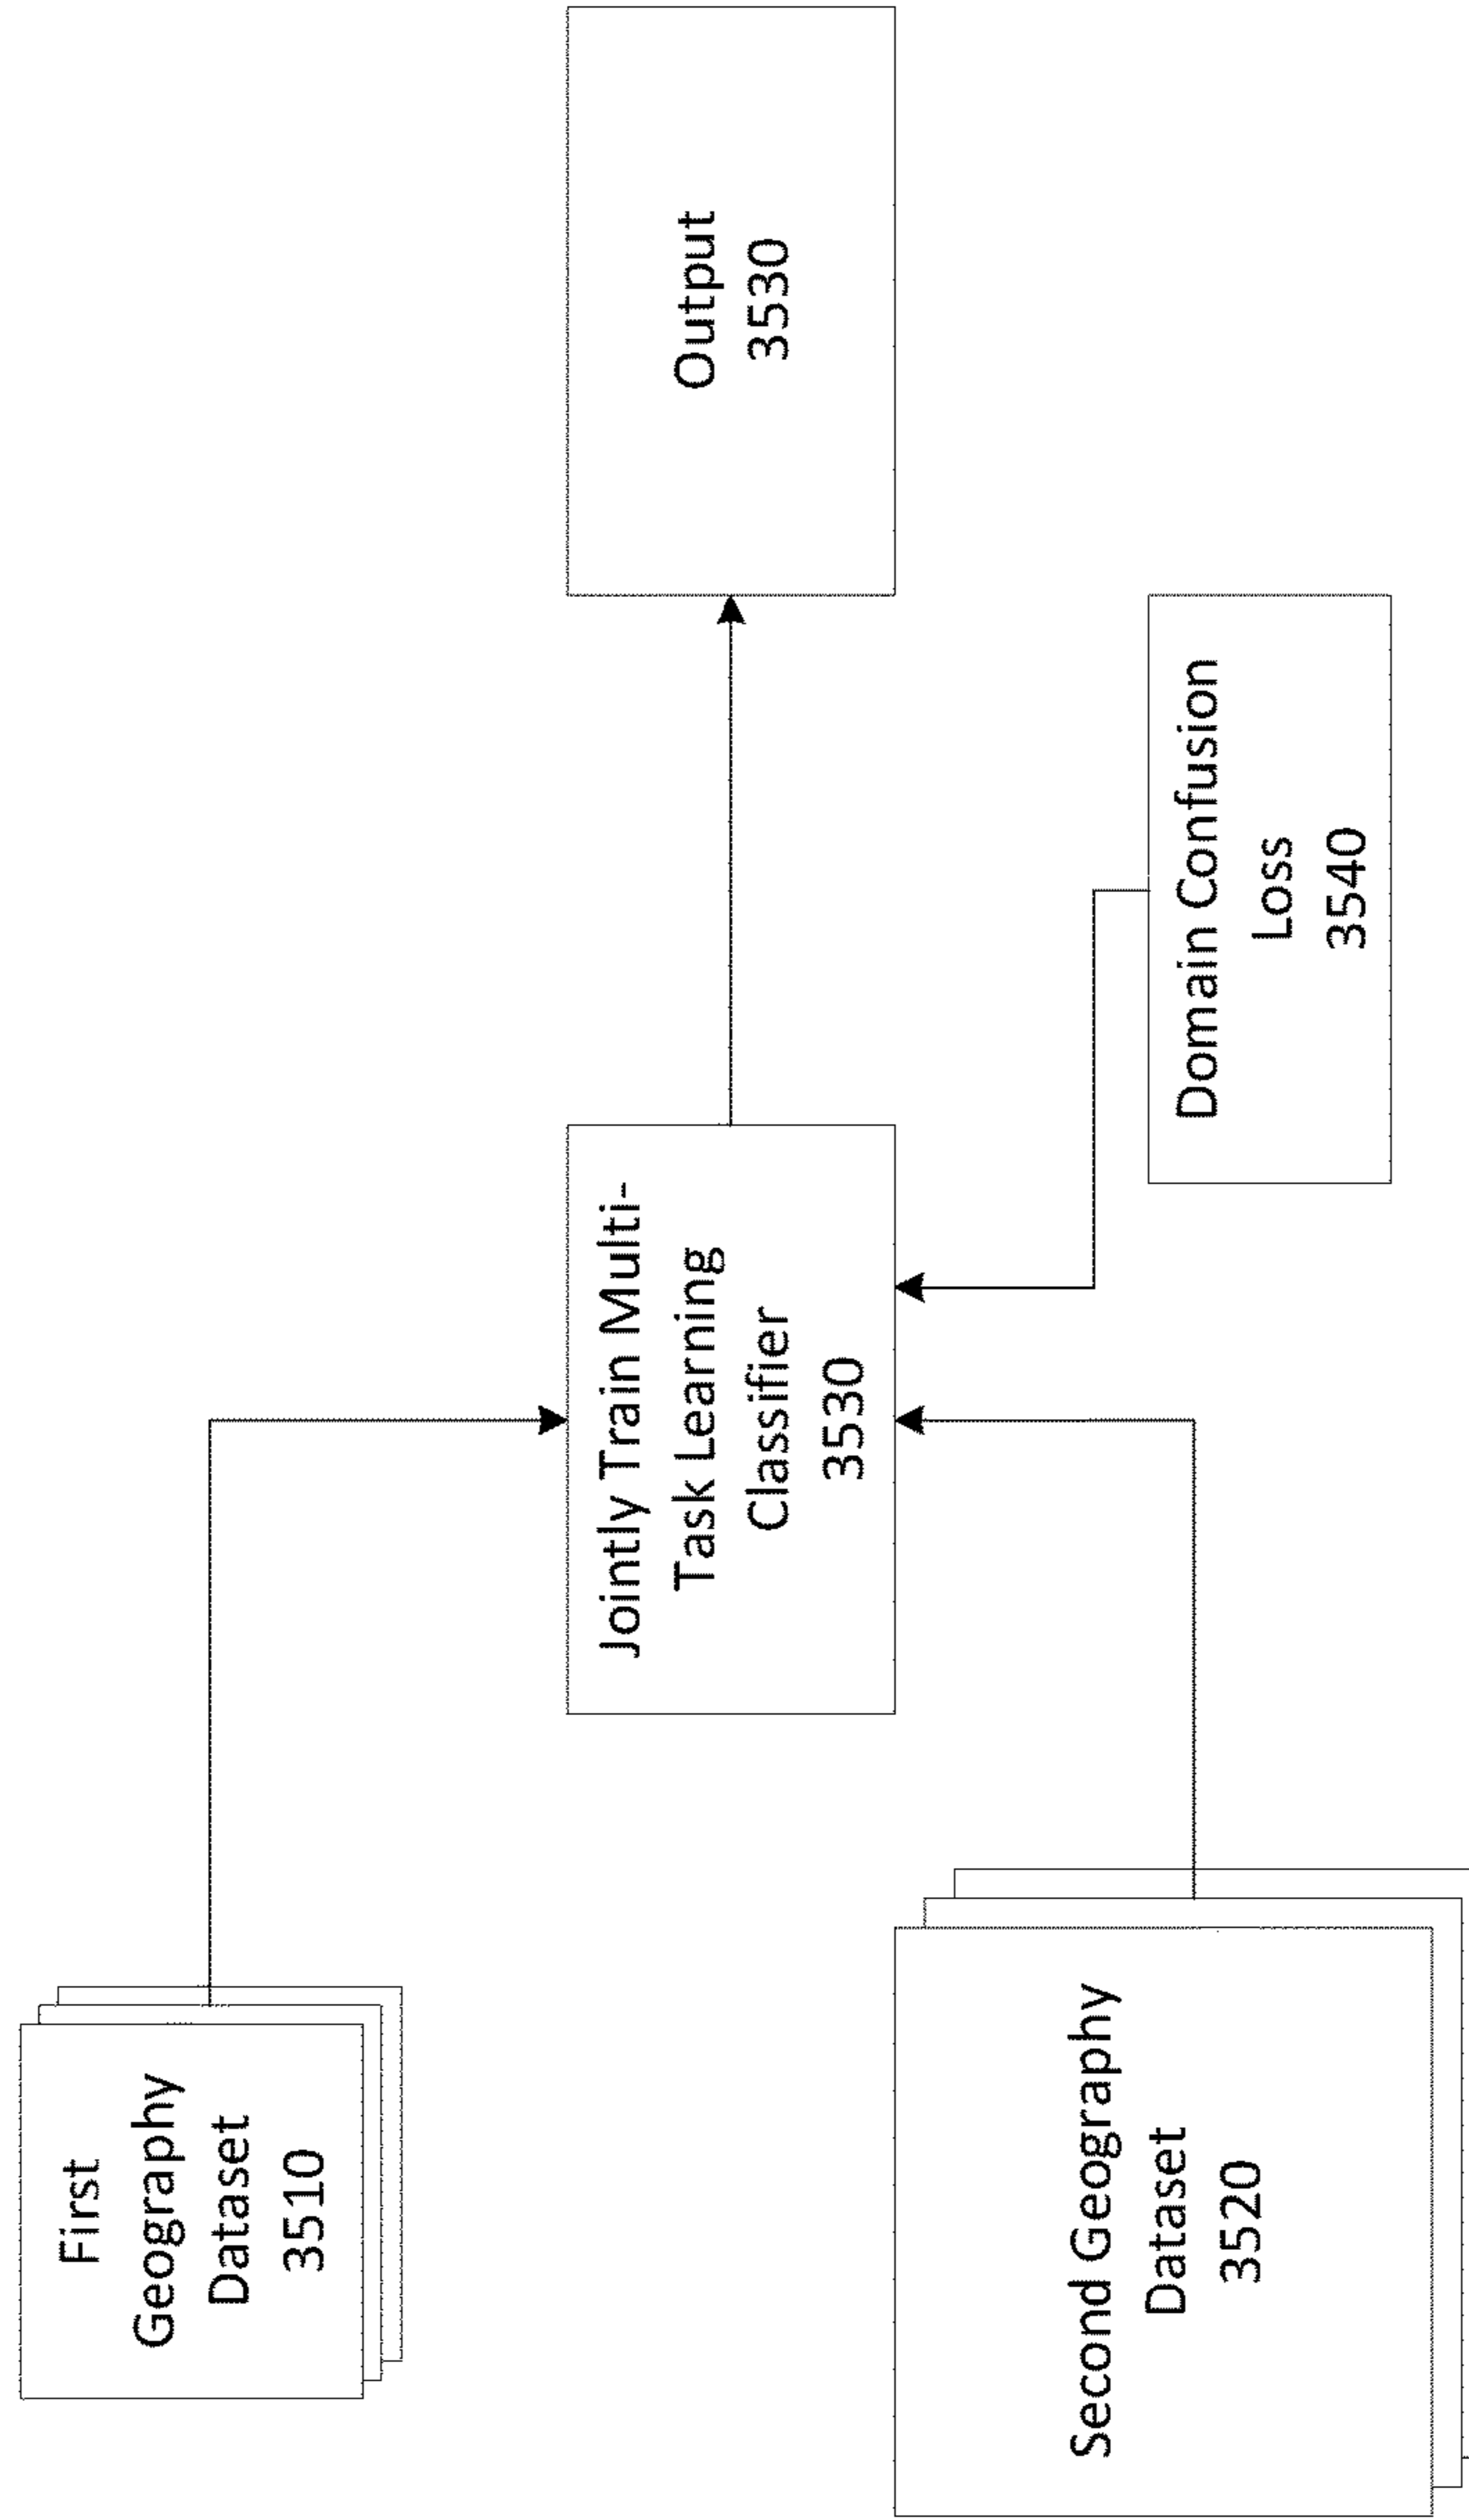 First
Geography
Dataset
3510
Second Geography
Dataset
3520
Jointly Train Multi-
Task Learning
Classifier
3530
Domain Confusion
Loss
3540
Output
3530